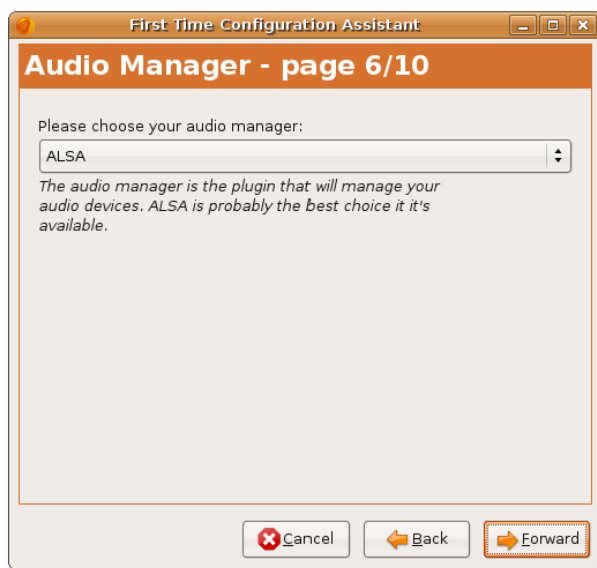 First Time Configuration Assistant
Audio Manager - page 6/10
Please choose your audio manager:
ALSA
The audio manager is the plugin that will manage your
audio devices. ALSA is probably the best choice it it's
available.
Cancel
Back
Forward